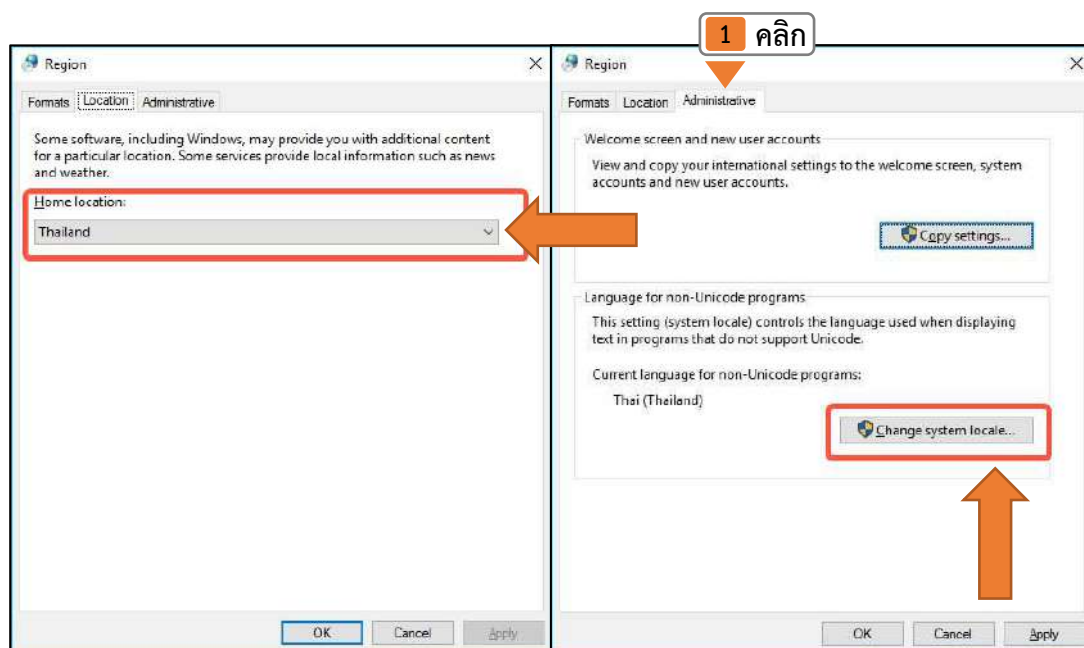 1 คลิก
Region
Formats Location Administrative
Some software, including Windows, may provide you with additional content
for a particular location. Some services provide local information such as news
and weather.
Home location:
Thailand
OK Cancel Apply
Region
Formats Location Administrative
Welcome screen and new user accounts
View and copy your international settings to the welcome screen, system
accounts and new user accounts.
Copy settings...
Language for non-Unicode programs
This setting (system locale) controls the language used when displaying
text in programs that do not support Unicode.
Current language for non-Unicode programs:
Thai (Thailand)
Change system locale...
OK Cancel Apply